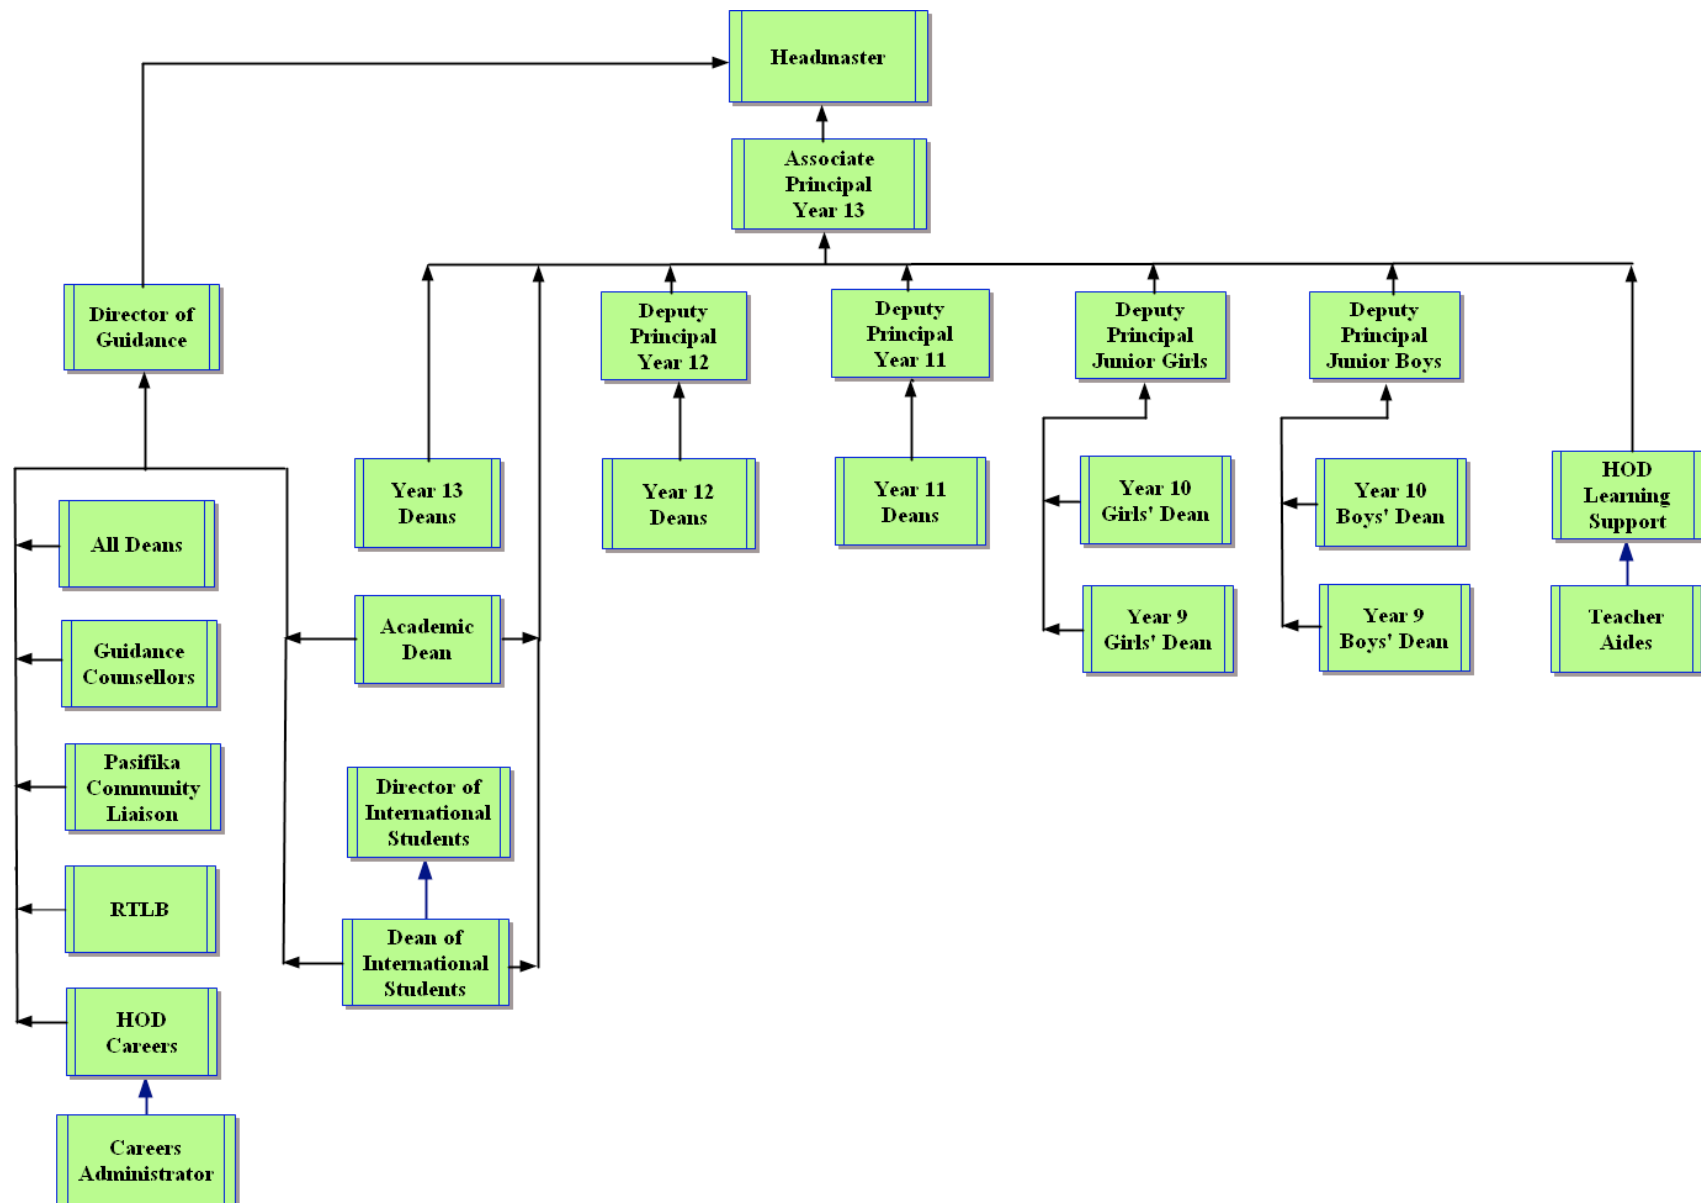 Headmaster
Associate
Principal
Year 13
Director of
Guidance
Deputy
Principal
Year 12
Deputy
Principal
Year 11
Deputy
Principal
Junior Girls
Deputy
Principal
Junior Boys
Year 13
Deans
Year 12
Deans
Year 11
Deans
Year 10
Girls' Dean
Year 10
Boys' Dean
HOD
Learning
Support
All Deans
Academic
Dean
Year 9
Girls' Dean
Year 9
Boys' Dean
Teacher
Aides
Guidance
Counsellors
Pasifika
Community
Liaison
Director of
International
Students
RTLB
Dean of
International
Students
HOD
Careers
Careers
Administrator